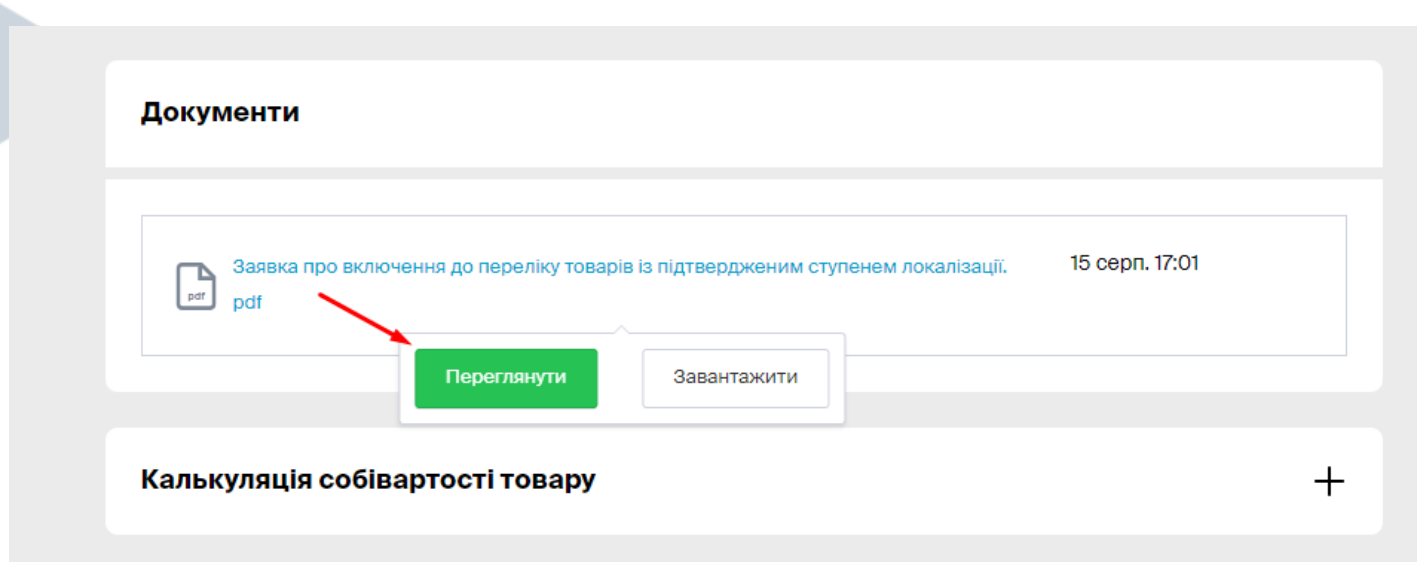 Документи
Заявка про включення до переліку товарів із підтвердженим ступенем локалізації.
pdf
15 серп. 17:01
pdf
Переглянути
Завантажити
Калькуляція собівартості товару